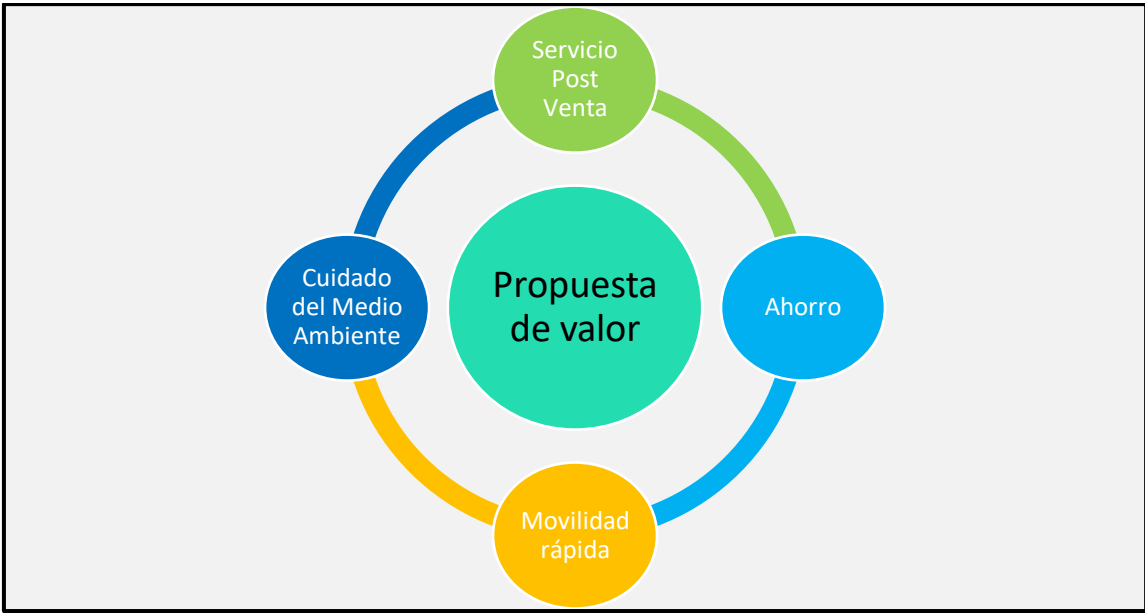 Servicio
Post
Venta
Cuidado
del Medio
Ambiente
Propuesta
de valor
Ahorro
Movilidad
rápida